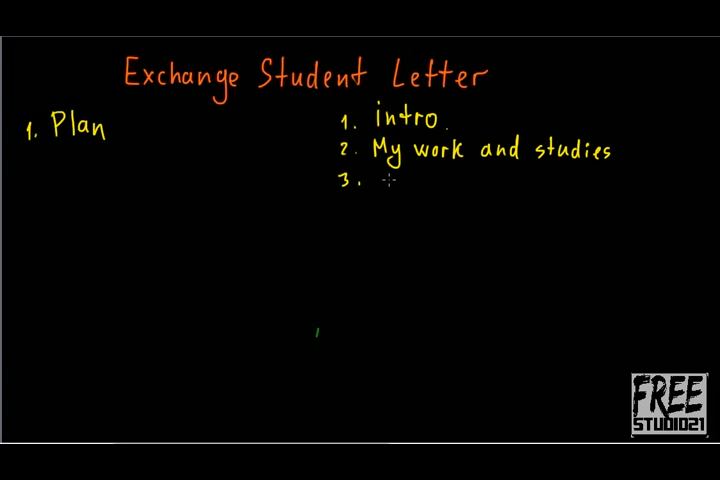 Exchange Student Letter
1. Plan
1. intro.
2. My work and studies
3.
FREE
STUDIO21